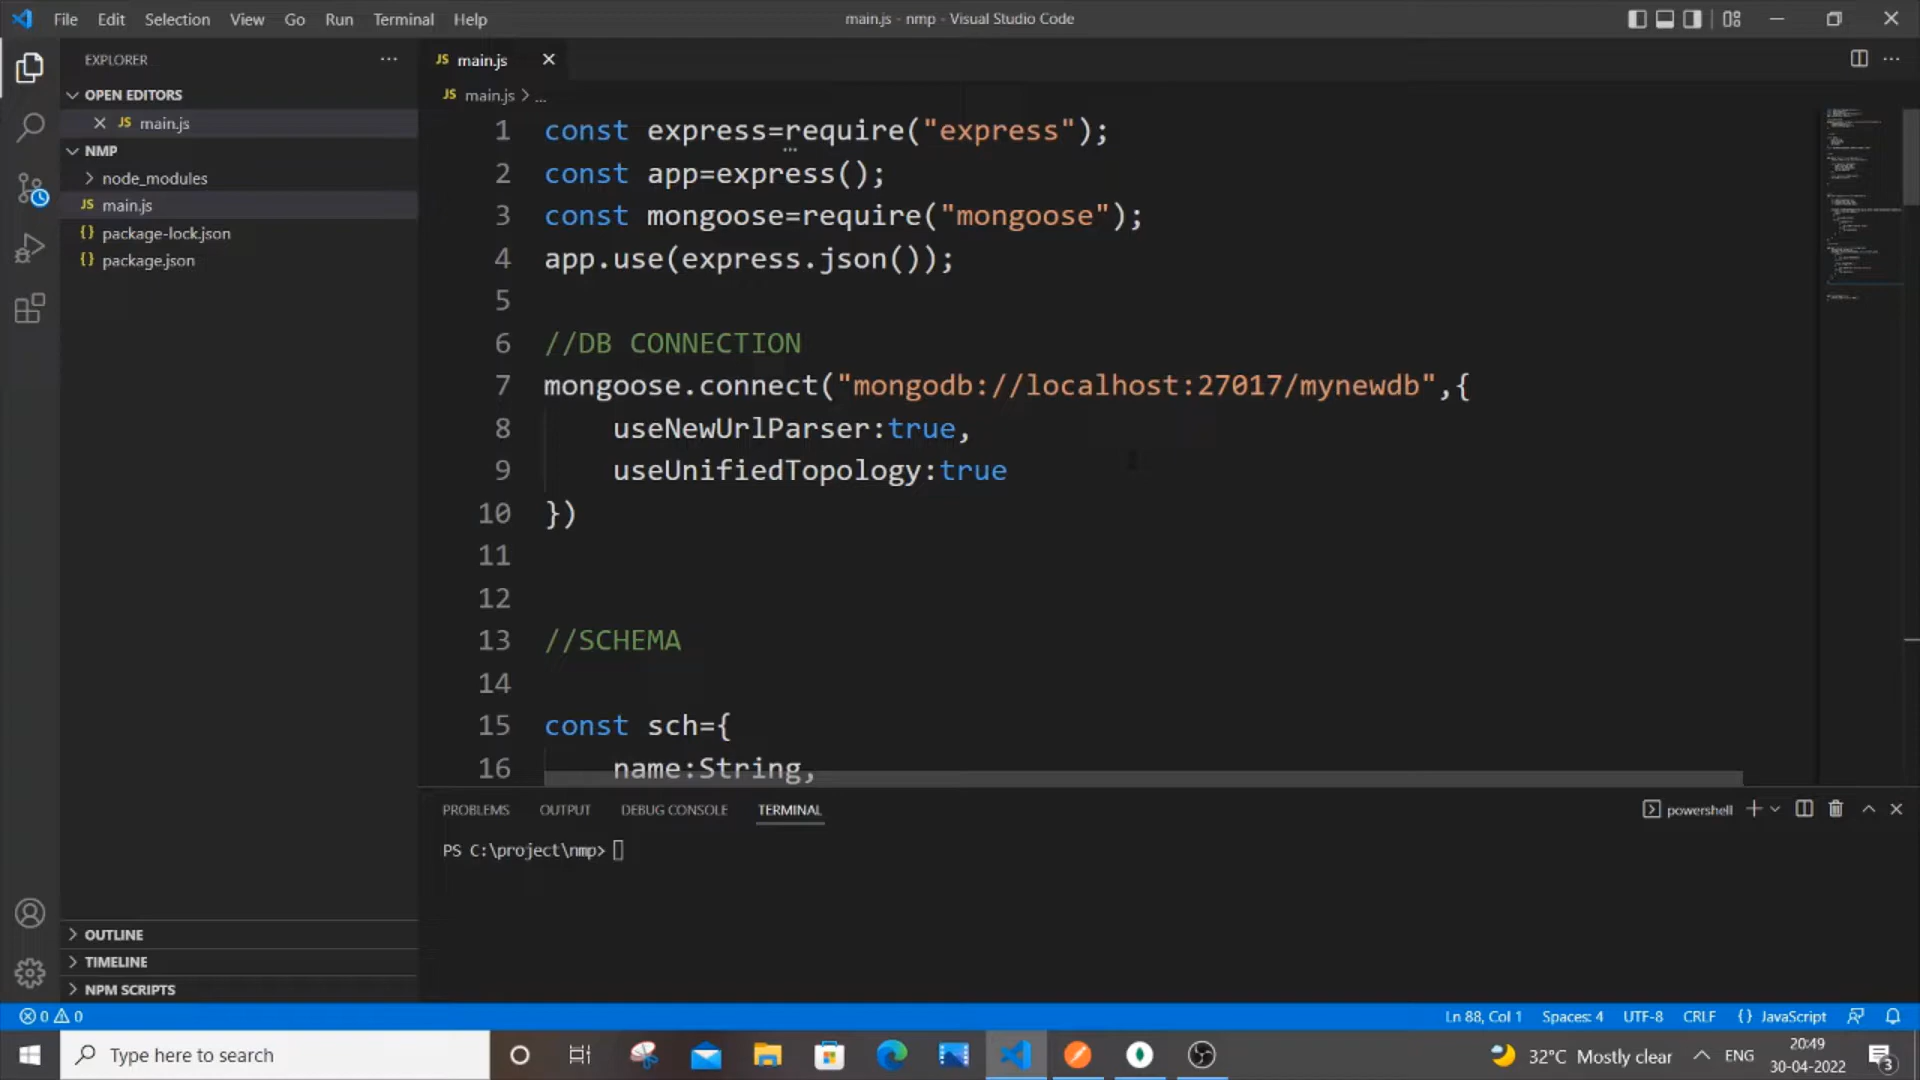 File Edit Selection View Go Run Terminal Help
main.js - nmp - Visual Studio Code
EXPLORER
OPEN EDITORS
JS main.js
NMP
node_modules
JS main.js
{} package-lock.json
{} package.json
OUTLINE
TIMELINE
NPM SCRIPTS
JS main.js
JS main.js > ...
1 const express=require("express");
2 const app=express();
3 const mongoose=require("mongoose");
4 app.use(express.json());
5
6 //DB CONNECTION
7 mongoose.connect("mongodb://localhost:27017/mynewdb",{
8 useNewUrlParser:true,
9 useUnifiedTopology:true
10 })
11
12
13 //SCHEMA
14
15 const sch={
16 name:String,
PROBLEMS OUTPUT DEBUG CONSOLE TERMINAL
powershell
PS C:\project\nmp>
0 0
Ln 88, Col 1 Spaces: 4 UTF-8 CRLF {} JavaScript
Type here to search
32°C Mostly clear
ENG
20:49
30-04-2022
3